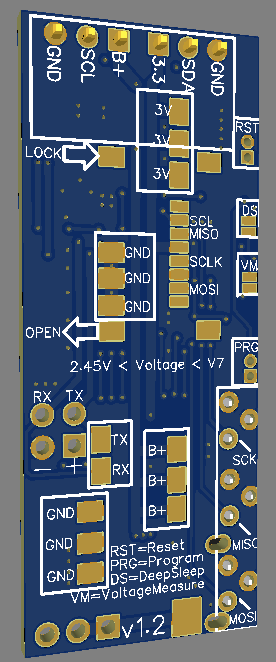 GND SCL B+ 3.3 SDA GND
3V
RST
3V
LOCK
3V
DS
SCL
MISO
GND
SCLK
VM
GND
MISO
MOSI
GND
OPEN
PRG
2.45V < Voltage < V7
RX TX
TX
B+
SCK
— +
RX
B+
GND
B+
GND
RST=Reset
MISO
PRG=Program
GND
DS=DeepSleep
VM=VoltageMeasure
v1.2
MOSI